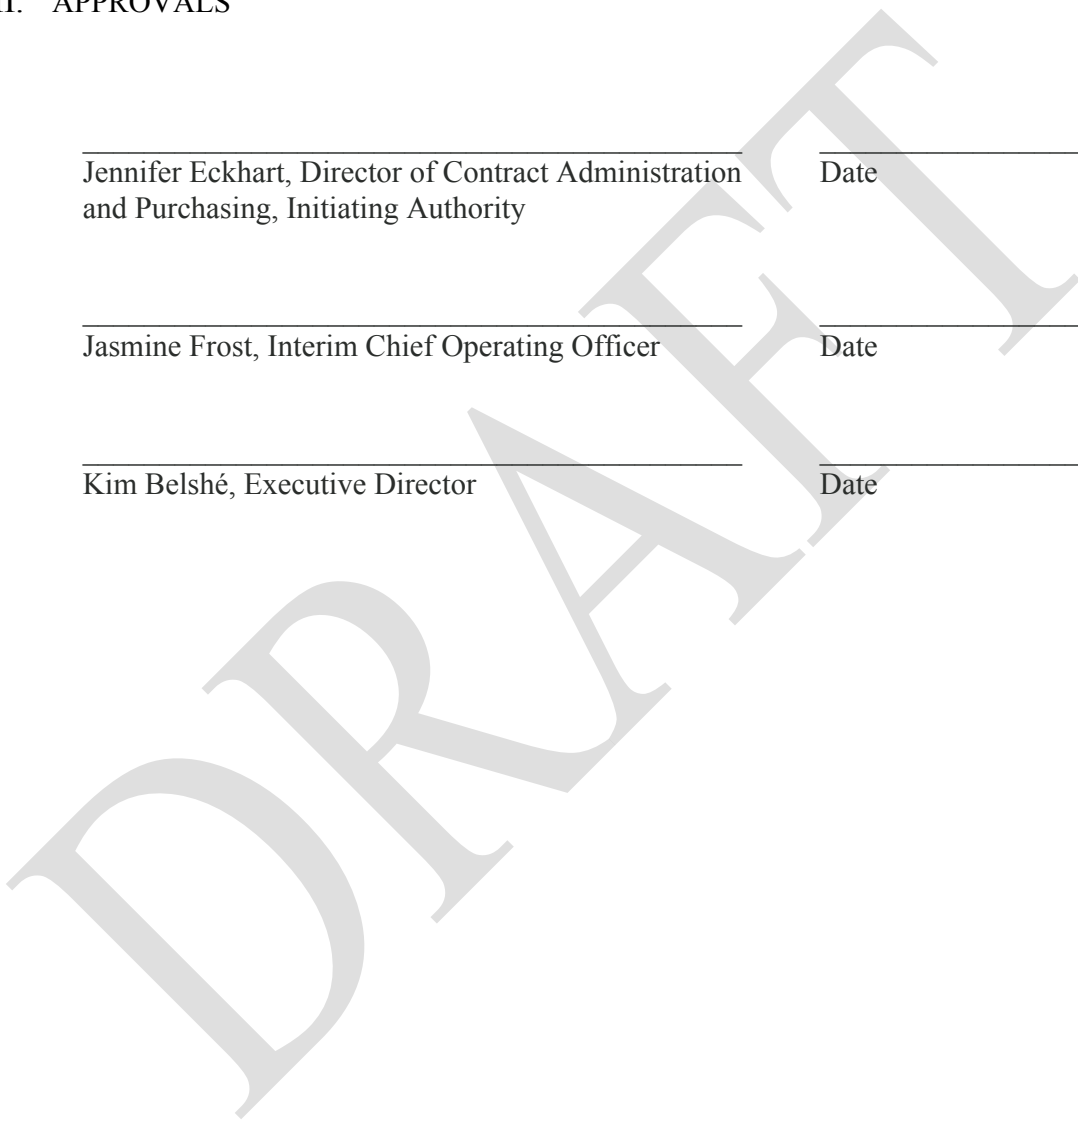 II. APPROVALS
Jennifer Eckhart, Director of Contract Administration Date
and Purchasing, Initiating Authority
Jasmine Frost, Interim Chief Operating Officer Date
Kim Belshé, Executive Director Date
DRAFT